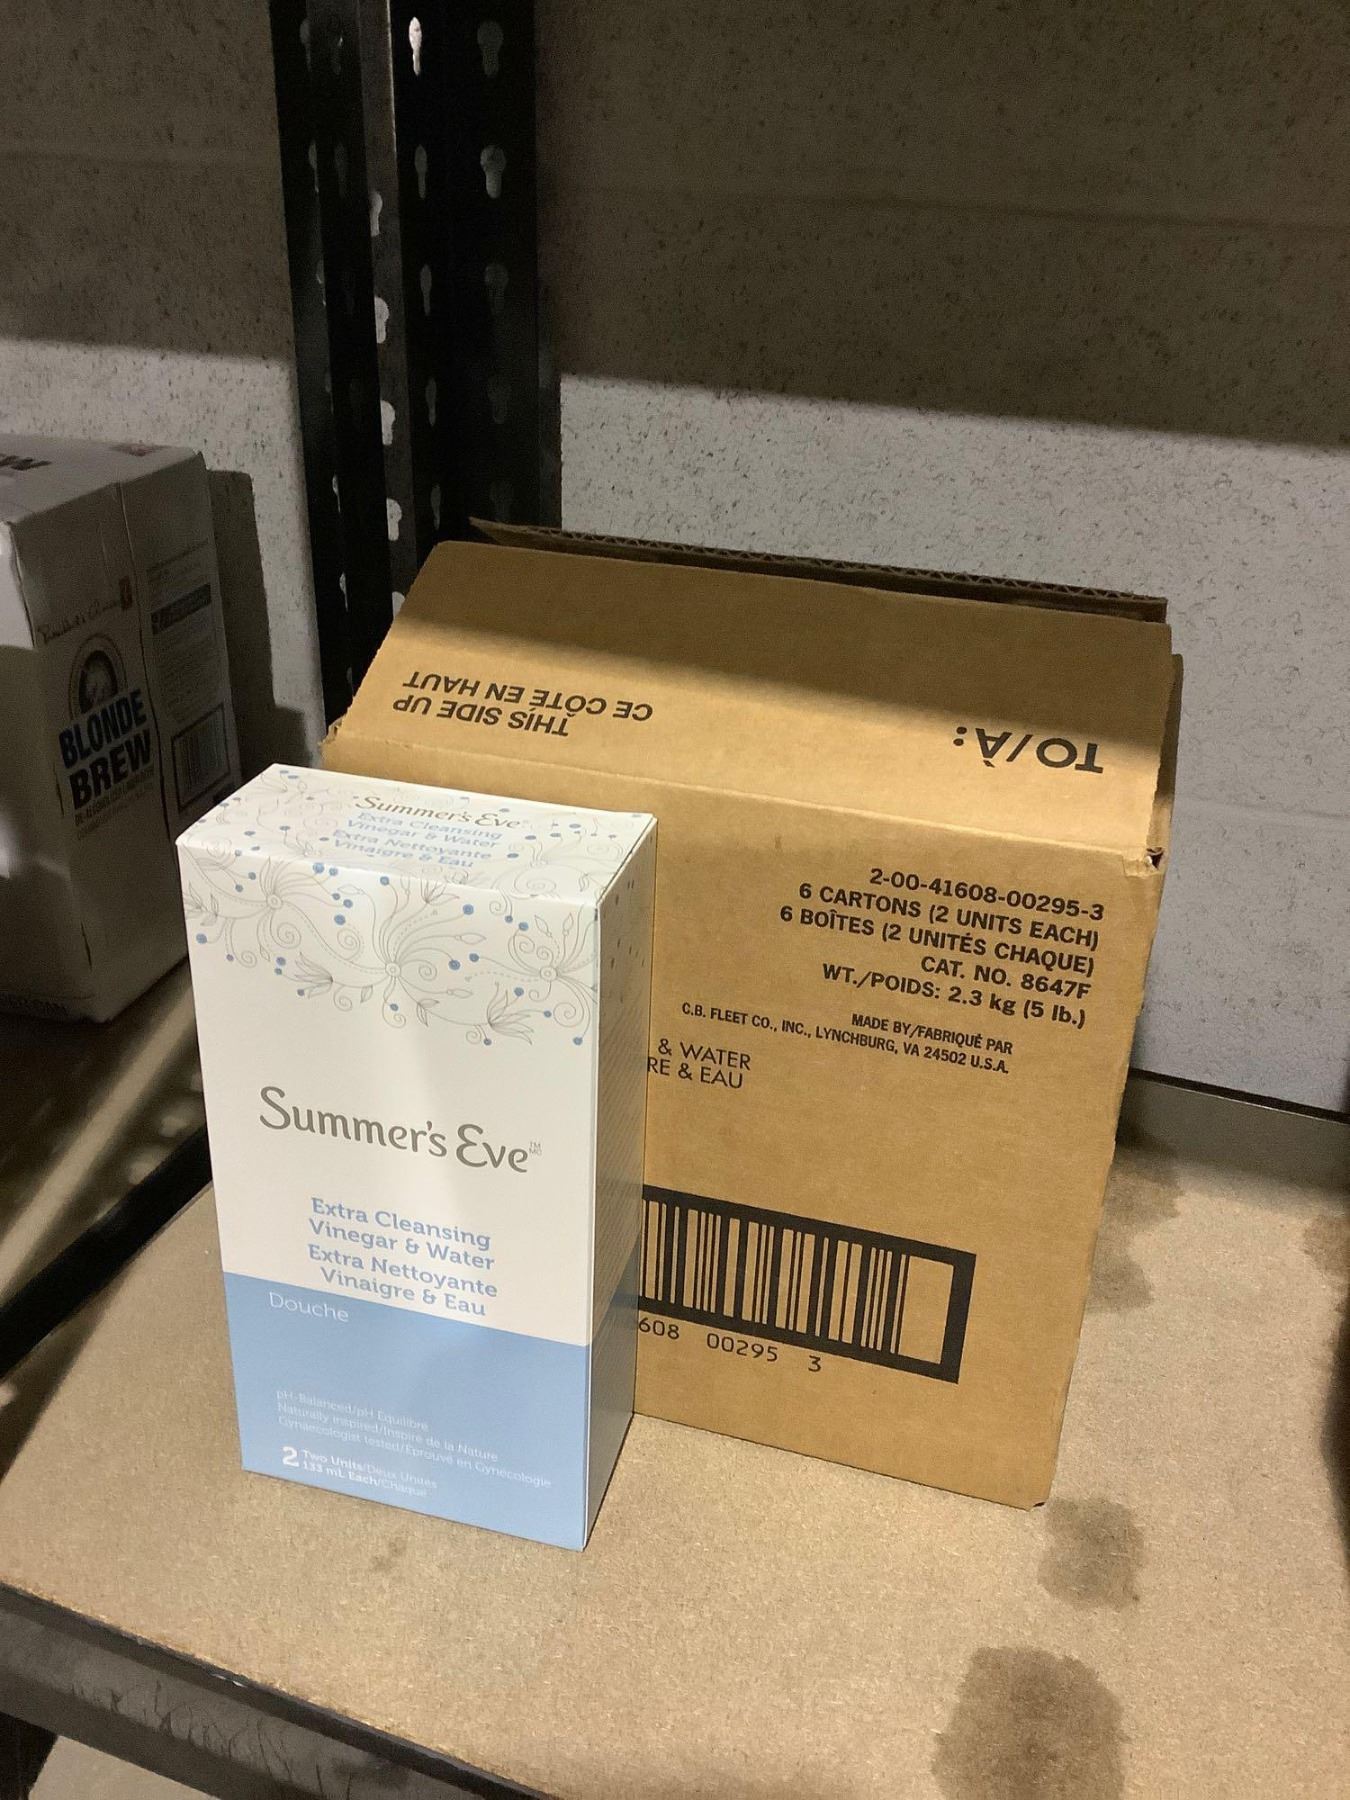 BLONDE
BREW
THIS SIDE UP
CE CÔTÉ EN HAUT
TO/À:
2-00-41608-00295-3
6 CARTONS (2 UNITS EACH)
6 BOÎTES (2 UNITÉS CHAQUE)
CAT. NO. 8647F
WT./POIDS: 2.3 kg (5 lb.)
MADE BY/FABRIQUÉ PAR
C.B. FLEET CO., INC., LYNCHBURG, VA 24502 U.S.A.
& WATER
RE & EAU
608 00295 3
Summer's Eve
Extra Cleansing
Vinegar & Water
Extra Nettoyante
Vinaigre & Eau
Summer's Eve™
MC
Extra Cleansing
Vinegar & Water
Extra Nettoyante
Vinaigre & Eau
Douche
pH-Balanced/pH Équilibré
Naturally Inspired/Inspiré de la Nature
Gynaecologist Tested/Éprouvé en Gynécologie
2 Two Units/Deux Unités
133 mL Each/Chaque